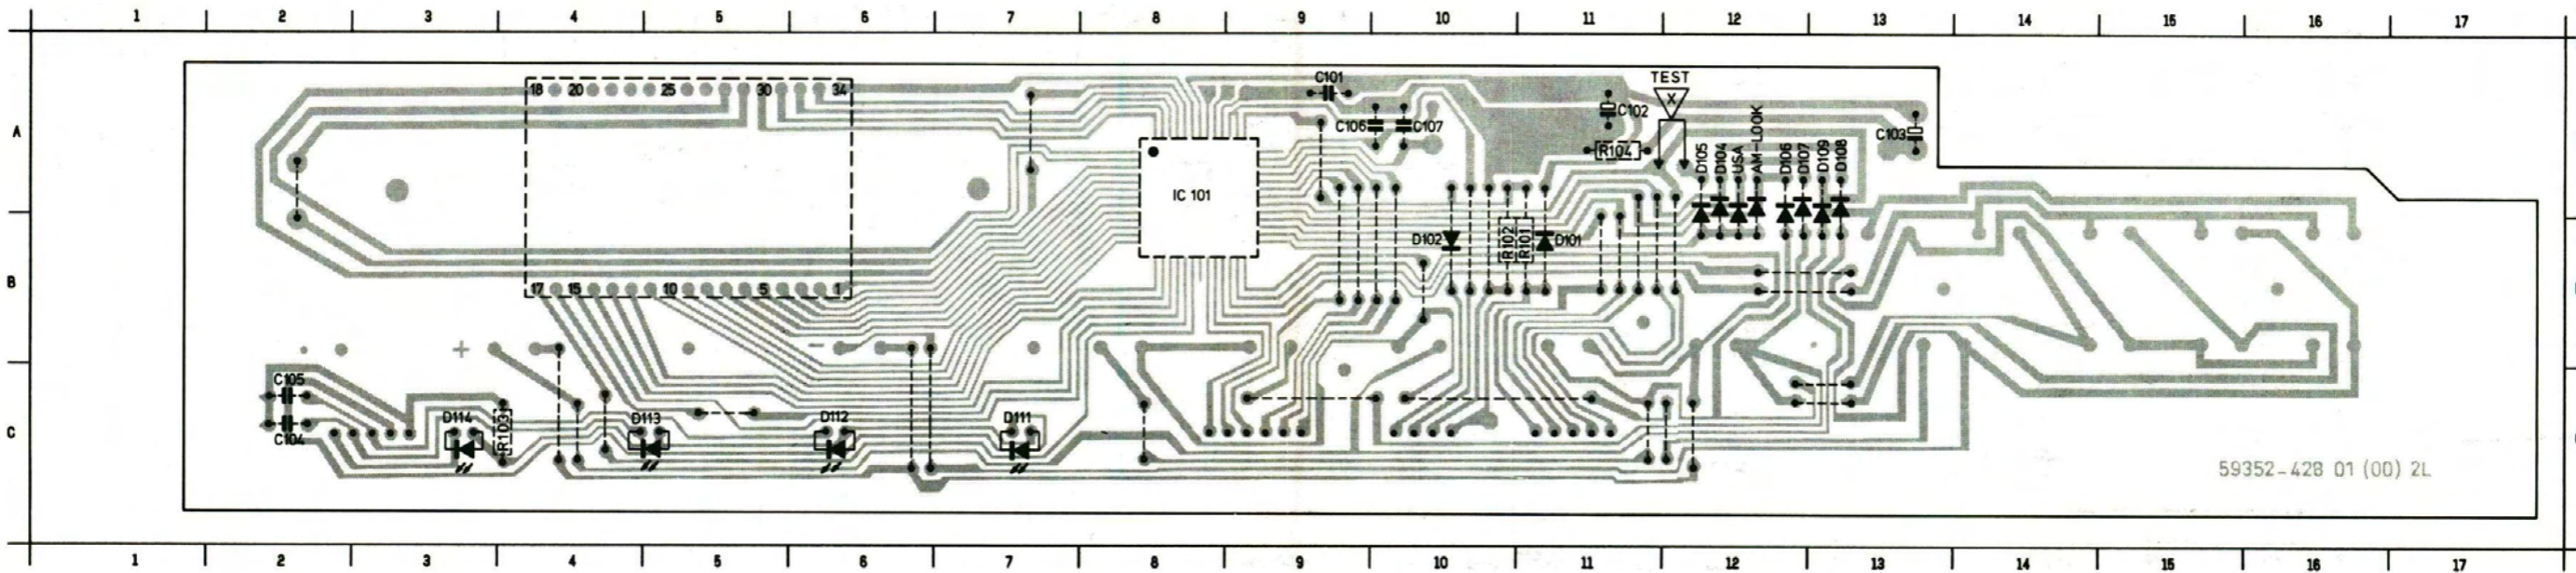 1 2 3 4 5 6 7 8 9 10 11 12 13 14 15 16 17
A
18 20 25 30 34
C101
TEST
X
C102
C106 C107
C103
R104
D105 D104 USA AM-LOOK D106 D107 D109 D108
IC 101
B
D102
R102
R101
D101
17 15 10 5 1
+ −
C105
C104
C
D114
R103
D113
D112
D111
59352-428 01 (00) 2L
1 2 3 4 5 6 7 8 9 10 11 12 13 14 15 16 17